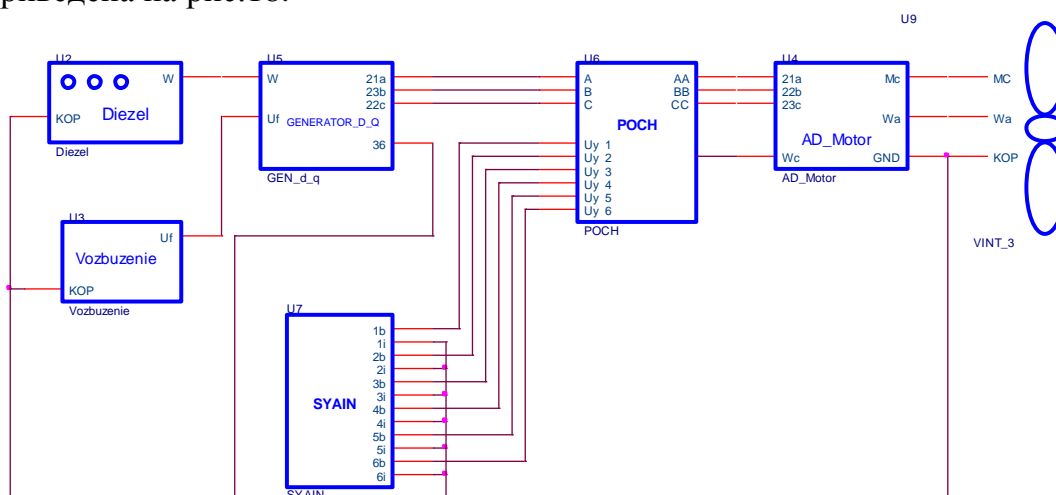 приведена на рис.18.
U9
U2
W
KOP
Diezel
Diezel
U5
W
Uf
GENERATOR_D_Q
21a
23b
22c
36
GEN_d_q
U6
A
B
C
AA
BB
CC
POCH
Uy 1
Uy 2
Uy 3
Uy 4
Uy 5
Uy 6
POCH
U4
21a
22b
23c
Mc
Wa
AD_Motor
Wc
GND
AD_Motor
MC
Wa
KOP
VINT_3
U3
Uf
Vozbuzenie
KOP
Vozbuzenie
U7
1b
1i
2b
2i
3b
3i
SYAIN
4b
4i
5b
5i
6b
6i
SYAIN